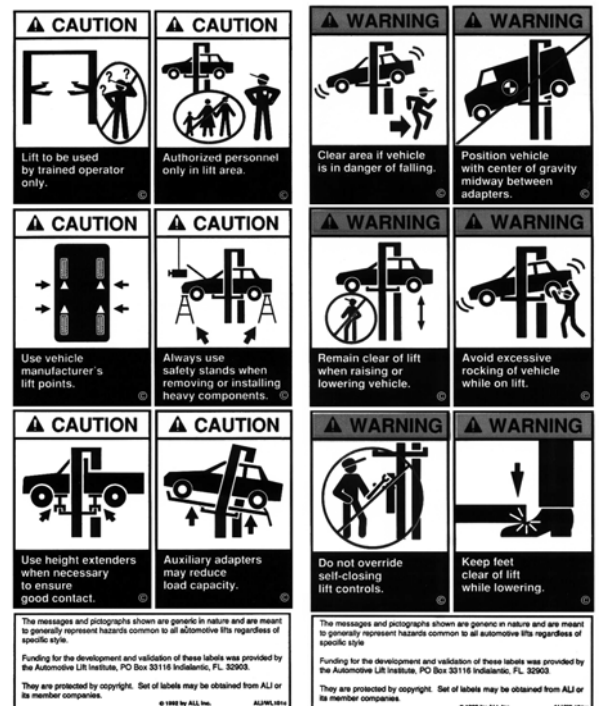 CAUTION
Lift to be used
by trained operator
only.
©
CAUTION
Authorized personnel
only in lift area.
©
WARNING
Clear area if vehicle
is in danger of falling.
©
WARNING
Position vehicle
with center of gravity
midway between
adapters.
©
CAUTION
Use vehicle
manufacturer's
lift points.
©
CAUTION
Always use
safety stands when
removing or installing
heavy components.
©
WARNING
Remain clear of lift
when raising or
lowering vehicle.
©
WARNING
Avoid excessive
rocking of vehicle
while on lift.
©
CAUTION
Use height extenders
when necessary
to ensure
good contact.
©
CAUTION
Auxiliary adapters
may reduce
load capacity.
©
WARNING
Do not override
self-closing
lift controls.
©
WARNING
Keep feet
clear of lift
while lowering.
©
The messages and pictographs shown are generic in nature and are meant
to generally represent hazards common to all automotive lifts regardless of
specific style.
Funding for the development and validation of these labels was provided by
the Automotive Lift Institute, PO Box 33116 Indialantic, FL 32903.
They are protected by copyright. Set of labels may be obtained from ALI or
its member companies.
© 1992 by ALI, Inc.
The messages and pictographs shown are generic in nature and are meant
to generally represent hazards common to all automotive lifts regardless of
specific style
Funding for the development and validation of these labels was provided by
the Automotive Lift Institute, PO Box 33116 Indialantic, FL 32903.
They are protected by copyright. Set of labels may be obtained from ALI or
its member companies.